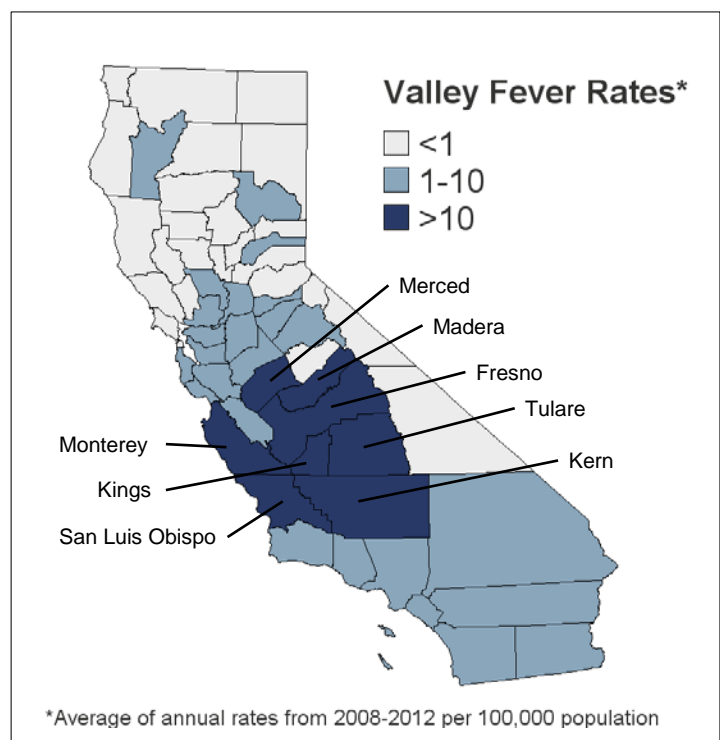 Valley Fever Rates*
<1
1-10
>10
Merced
Madera
Fresno
Tulare
Monterey
Kern
Kings
San Luis Obispo
*Average of annual rates from 2008-2012 per 100,000 population